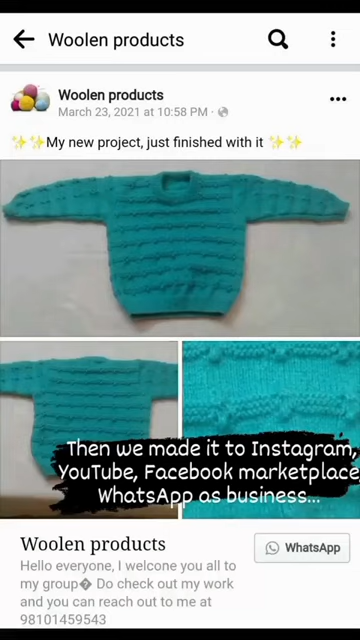 Woolen products
Woolen products
March 23, 2021 at 10:58 PM ·
✨✨My new project, just finished with it ✨✨
Then we made it to Instagram,
YouTube, Facebook marketplace
WhatsApp as business...
Woolen products
WhatsApp
Hello everyone, I welcone you all to
my group� Do check out my work
and you can reach out to me at
98101459543